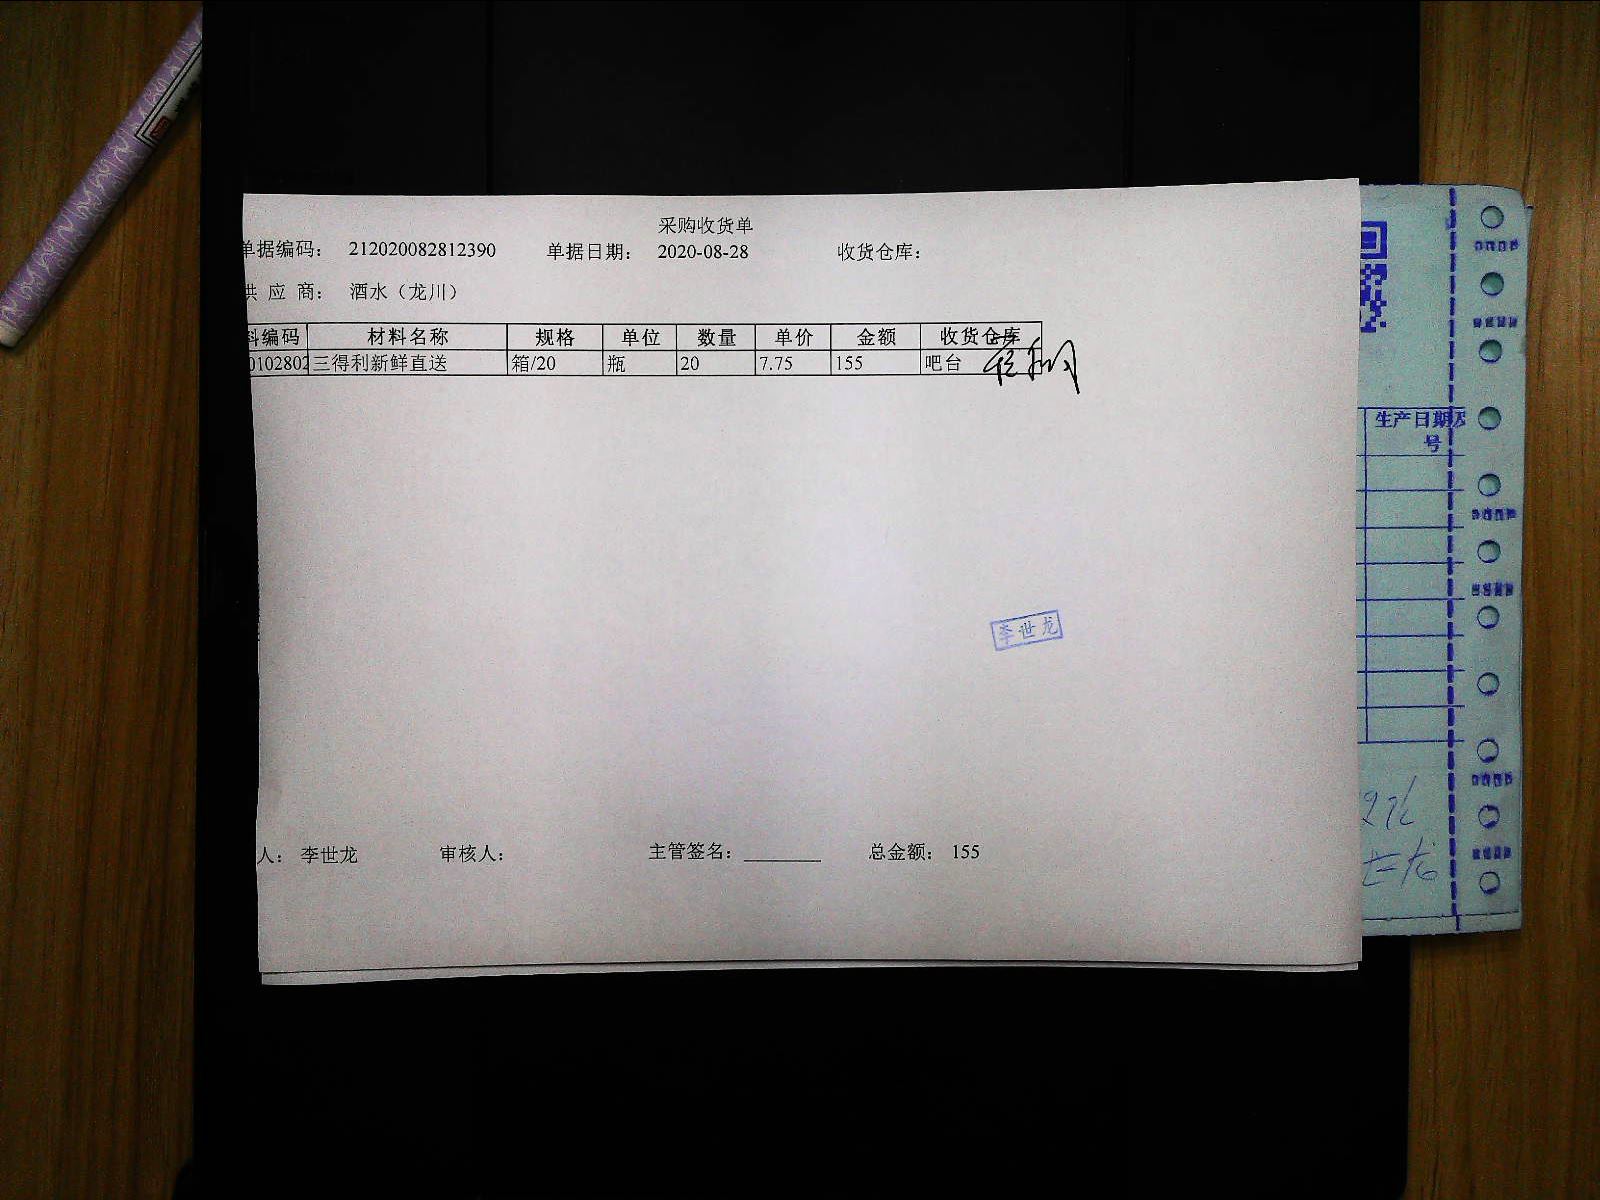 采购收货单
单据编码： 212020082812390 单据日期： 2020-08-28 收货仓库：
供 应 商： 酒水（龙川）
料编码 材料名称 规格 单位 数量 单价 金额 收货仓库
0102802 三得利新鲜直送 箱/20 瓶 20 7.75 155 吧台
生产日期及
号
李世龙
人： 李世龙 审核人： 主管签名：________ 总金额： 155